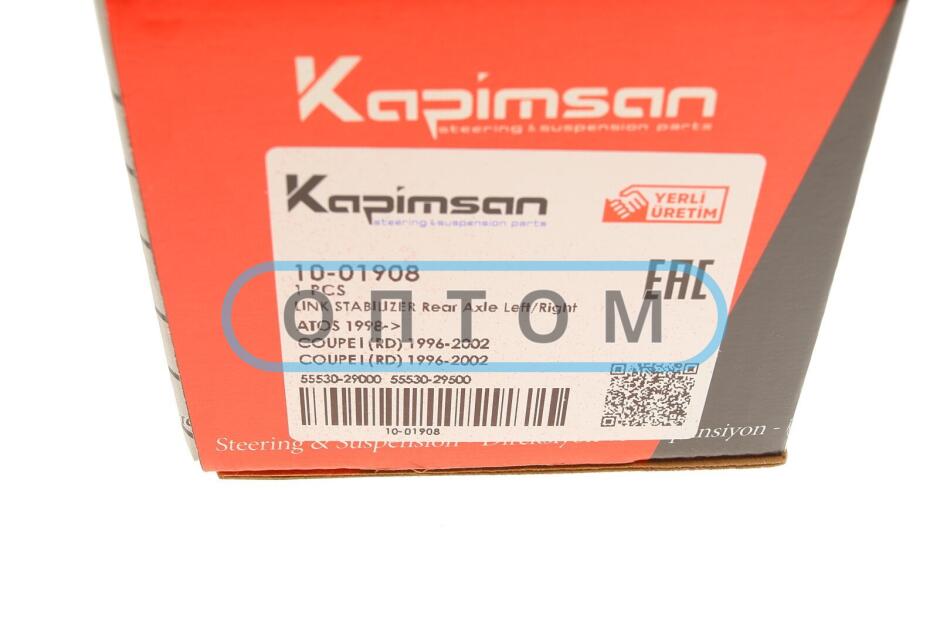 Kapimsan
steering & suspension parts
Kapimsan
steering & suspension parts
YERLİ
ÜRETİM
10-01908
1 PCS
EAC
LINK STABILIZER Rear Axle Left/Right
ОПТОМ
ATOS 1998->
COUPE I (RD) 1996-2002
COUPE I (RD) 1996-2002
55530-29000 55530-29500
10-01908
Steering & Suspension -